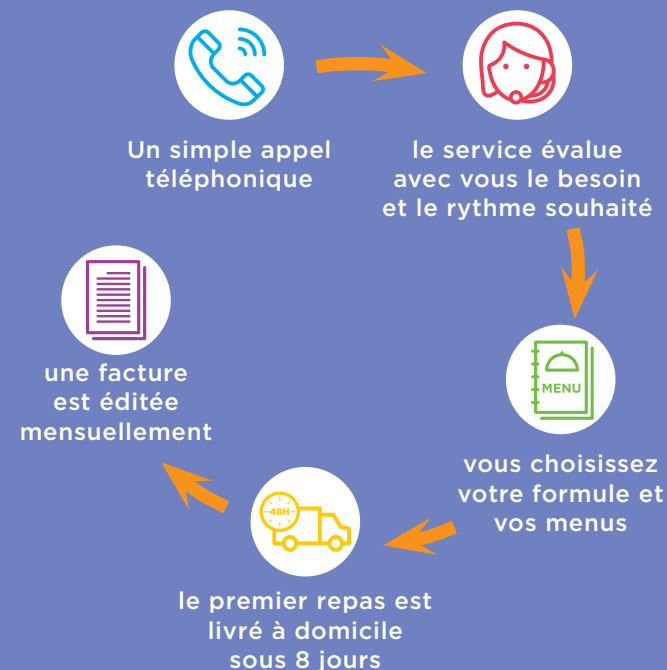 Un simple appel
téléphonique
le service évalue
avec vous le besoin
et le rythme souhaité
MENU
vous choisissez
votre formule et
vos menus
48H
le premier repas est
livré à domicile
sous 8 jours
une facture
est éditée
mensuellement